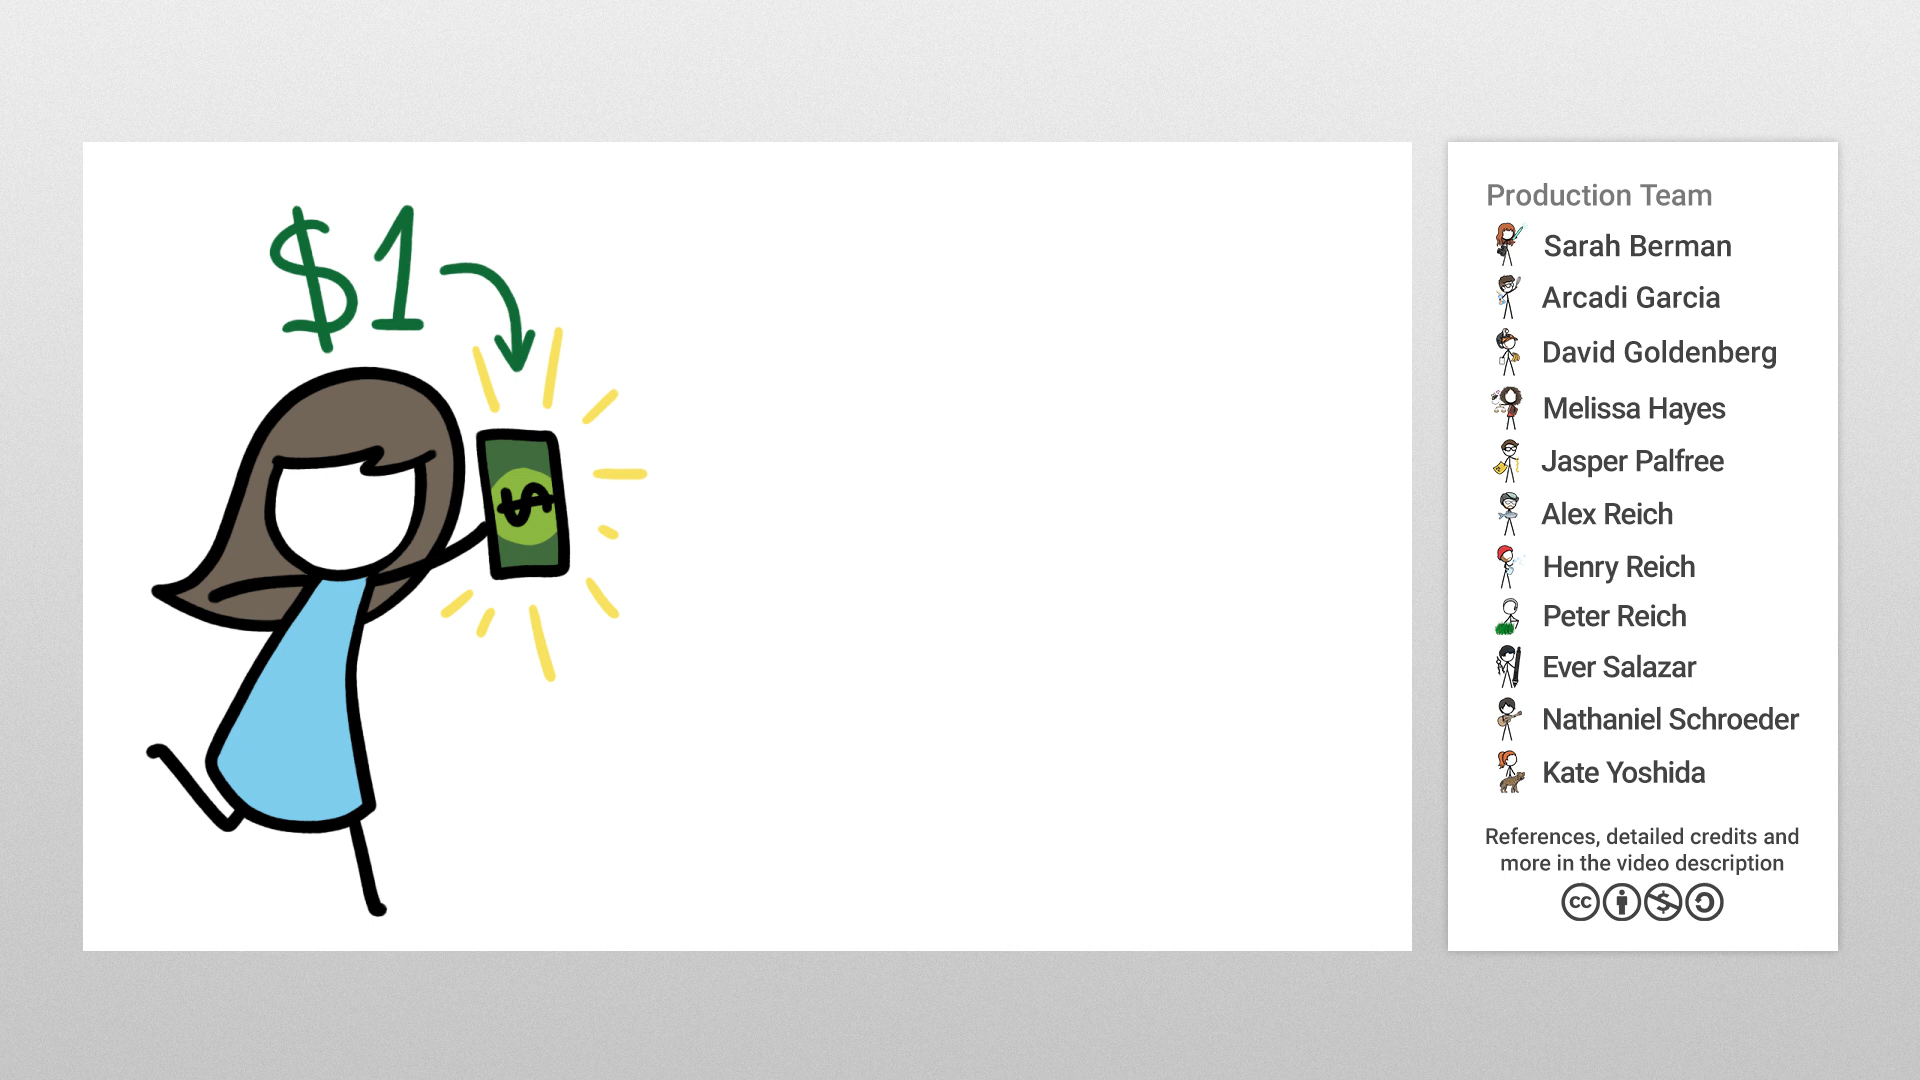 $1
$
Production Team
Sarah Berman
Arcadi Garcia
David Goldenberg
Melissa Hayes
Jasper Palfree
Alex Reich
Henry Reich
Peter Reich
Ever Salazar
Nathaniel Schroeder
Kate Yoshida
References, detailed credits and
more in the video description
cc